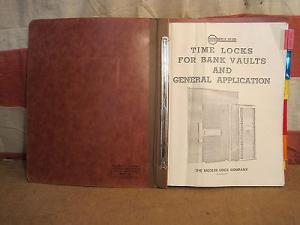 TIME LOCKS
FOR BANK VAULTS
AND
GENERAL APPLICATION
THE MOSLER LOCK COMPANY